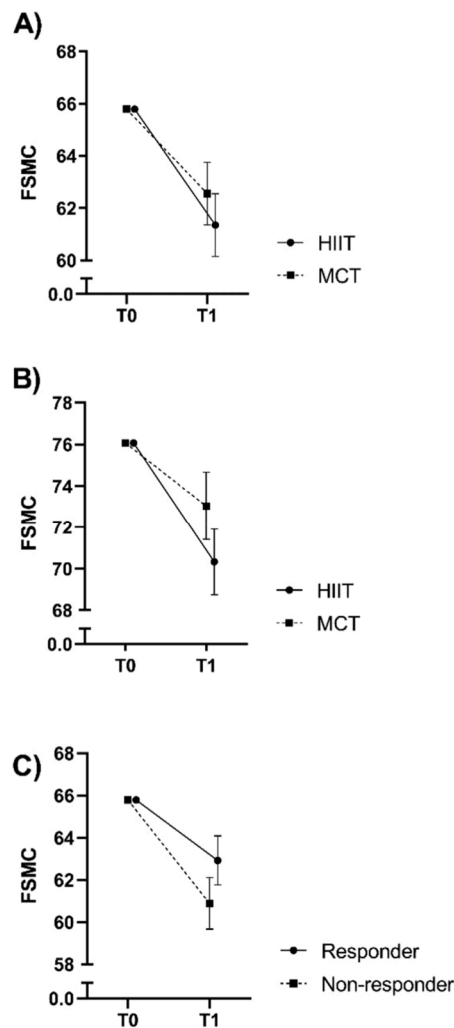 A)
68
66
64
62
60
0.0
FSMC
T0
T1
HIIT
MCT
B)
78
76
74
72
70
68
0.0
FSMC
T0
T1
HIIT
MCT
C)
68
66
64
62
60
58
0.0
FSMC
T0
T1
Responder
Non-responder